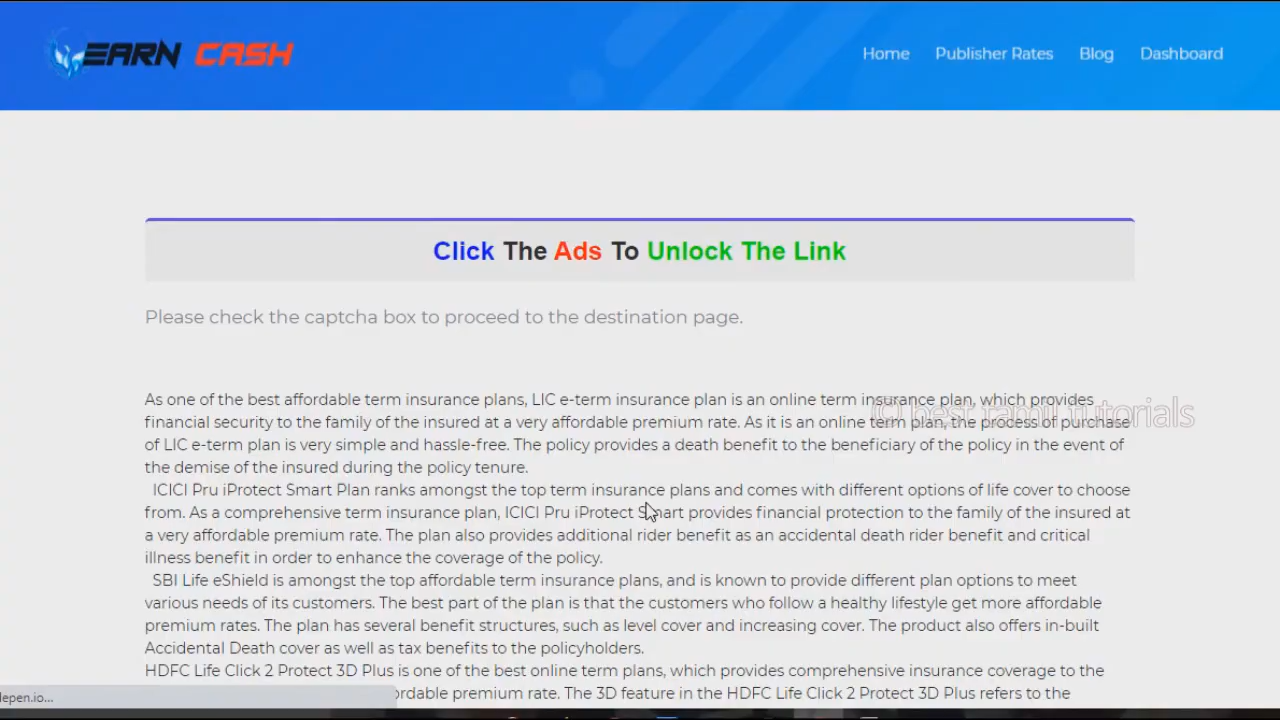 EARN CASH
Home Publisher Rates Blog Dashboard
Click The Ads To Unlock The Link
Please check the captcha box to proceed to the destination page.
As one of the best affordable term insurance plans, LIC e-term insurance plan is an online term insurance plan, which provides
financial security to the family of the insured at a very affordable premium rate. As it is an online term plan, the process of purchase
of LIC e-term plan is very simple and hassle-free. The policy provides a death benefit to the beneficiary of the policy in the event of
the demise of the insured during the policy tenure.
ICICI Pru iProtect Smart Plan ranks amongst the top term insurance plans and comes with different options of life cover to choose
from. As a comprehensive term insurance plan, ICICI Pru iProtect Smart provides financial protection to the family of the insured at
a very affordable premium rate. The plan also provides additional rider benefit as an accidental death rider benefit and critical
illness benefit in order to enhance the coverage of the policy.
SBI Life eShield is amongst the top affordable term insurance plans, and is known to provide different plan options to meet
various needs of its customers. The best part of the plan is that the customers who follow a healthy lifestyle get more affordable
premium rates. The plan has several benefit structures, such as level cover and increasing cover. The product also offers in-built
Accidental Death cover as well as tax benefits to the policyholders.
HDFC Life Click 2 Protect 3D Plus is one of the best online term plans, which provides comprehensive insurance coverage to the
ordable premium rate. The 3D feature in the HDFC Life Click 2 Protect 3D Plus refers to the
© best tamil tutorials
lepen.io...